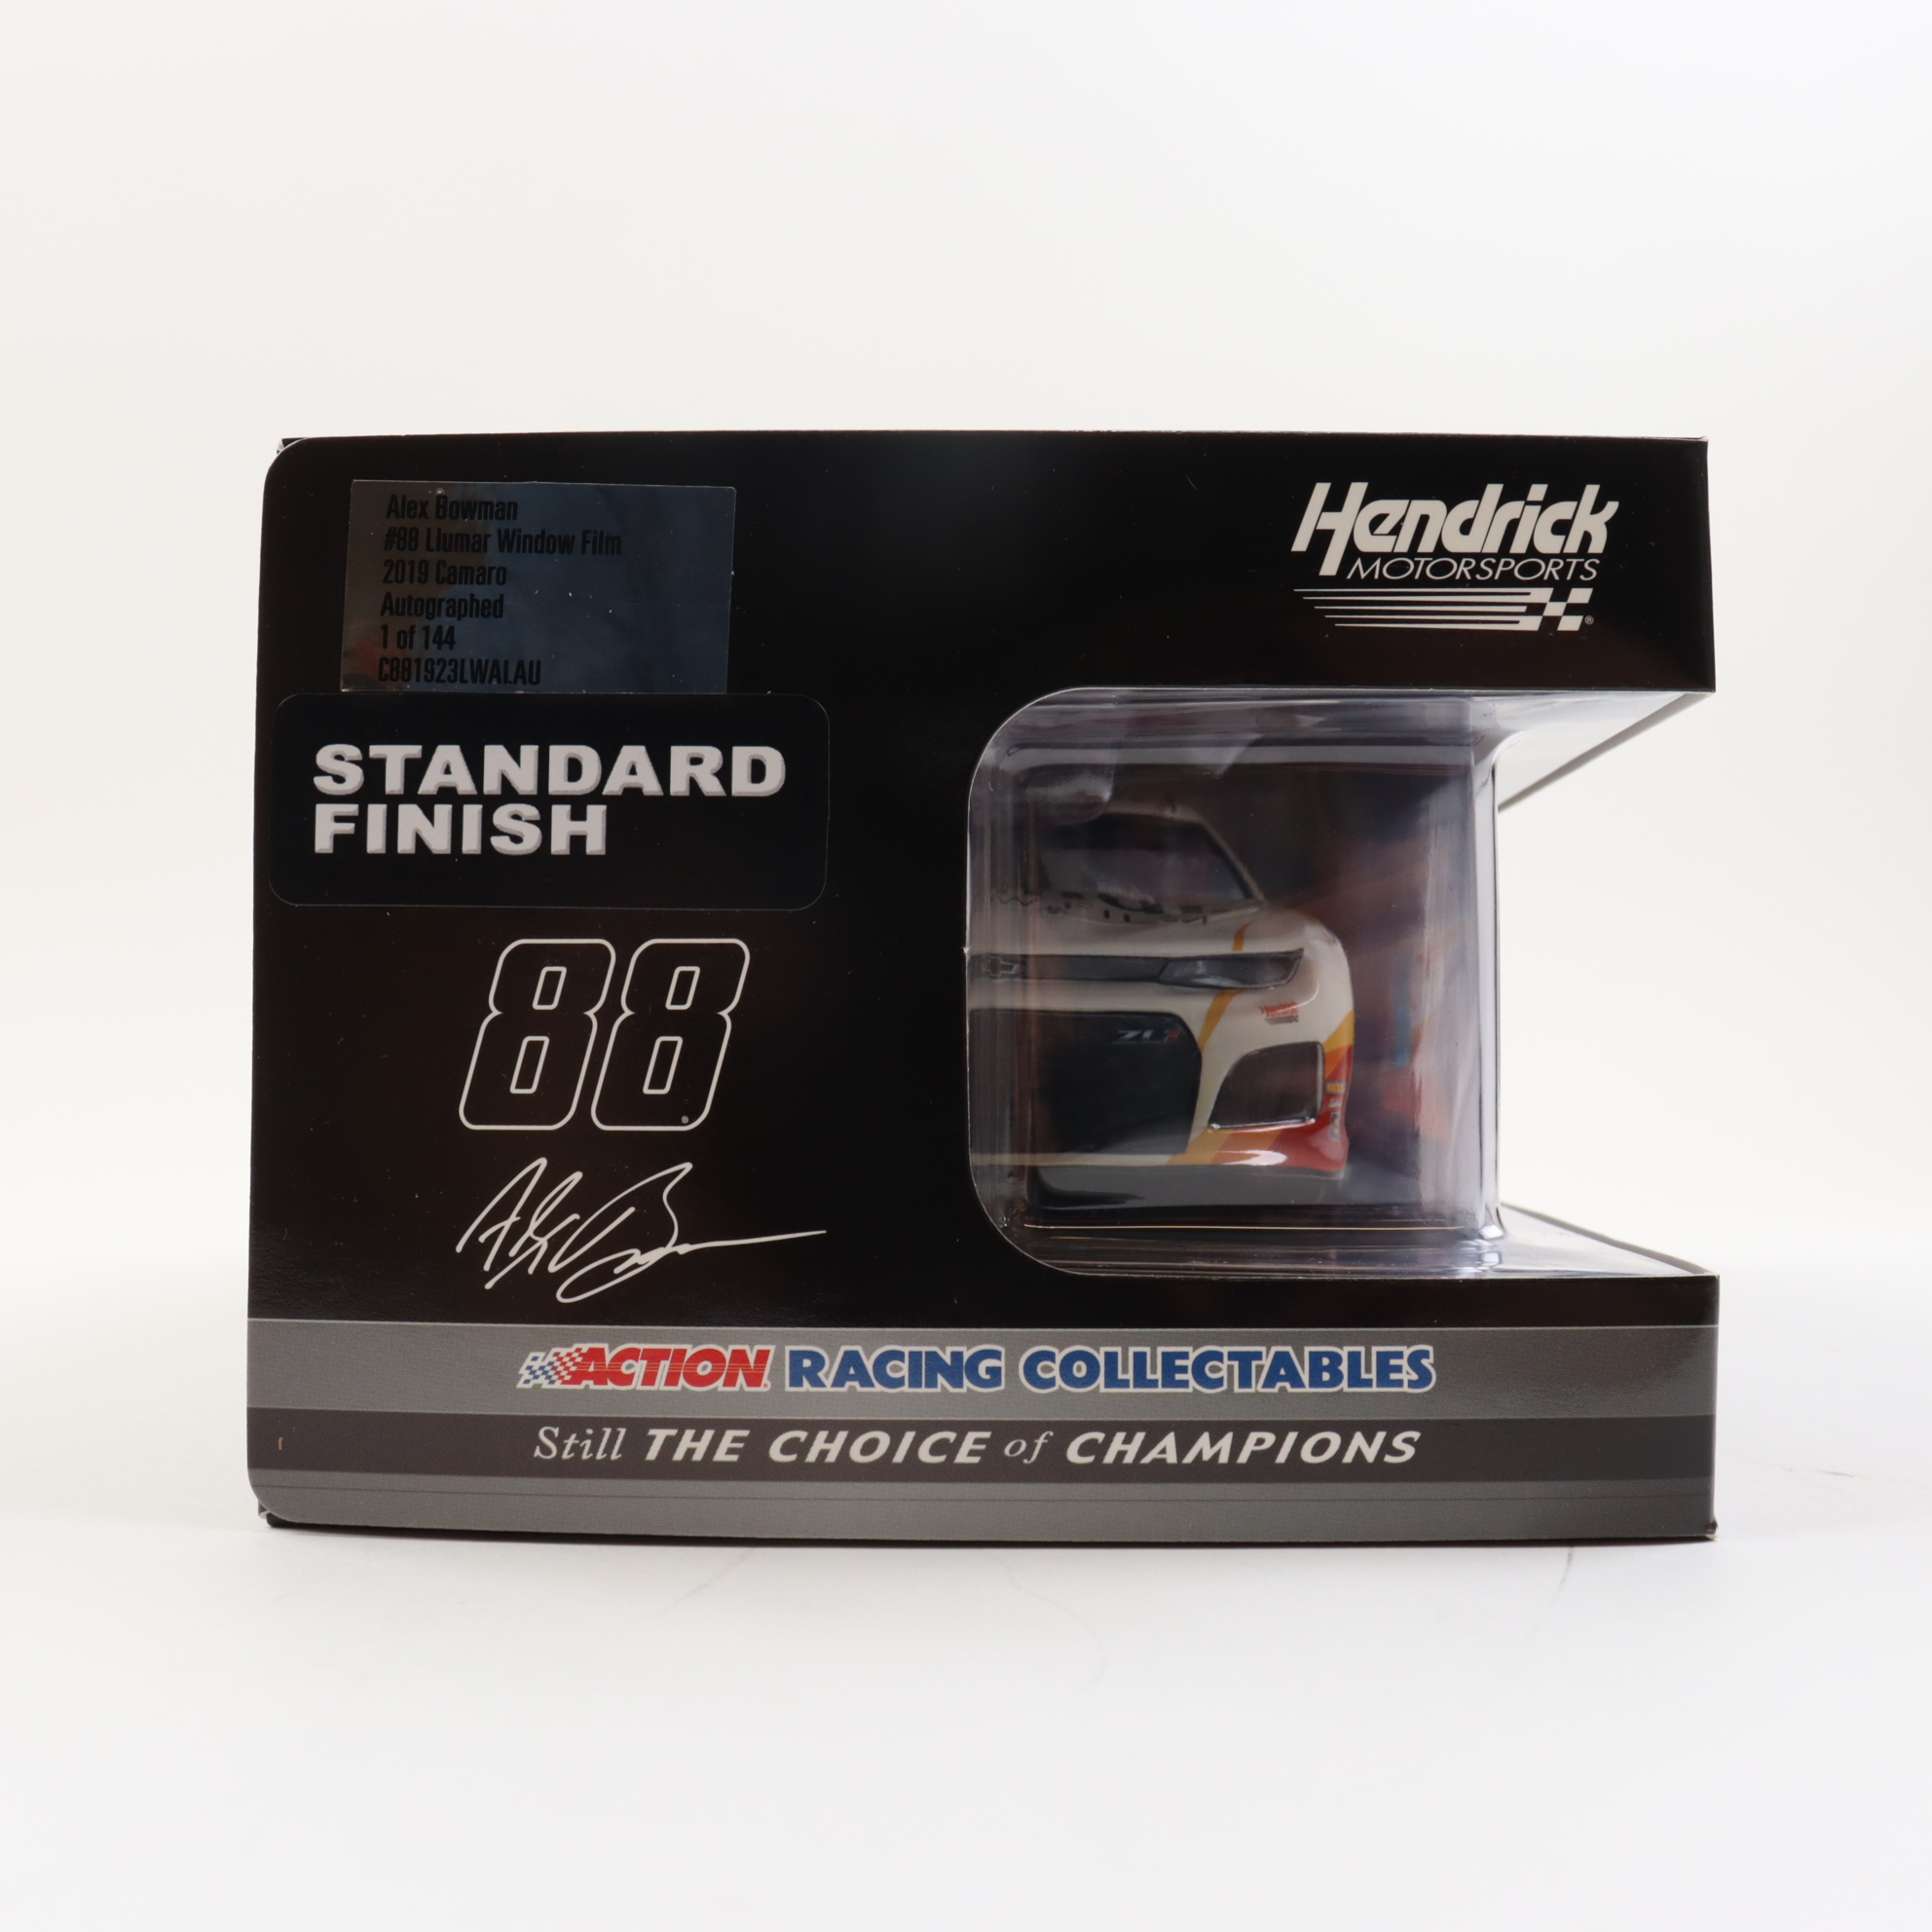 Alex Bowman
#88 Llumar Window Film
2019 Camaro
Autographed
1 of 144
C881923LWALAU
Hendrick
MOTORSPORTS
®
STANDARD
FINISH
88
ZL1
ACTION RACING COLLECTABLES
Still THE CHOICE of CHAMPIONS